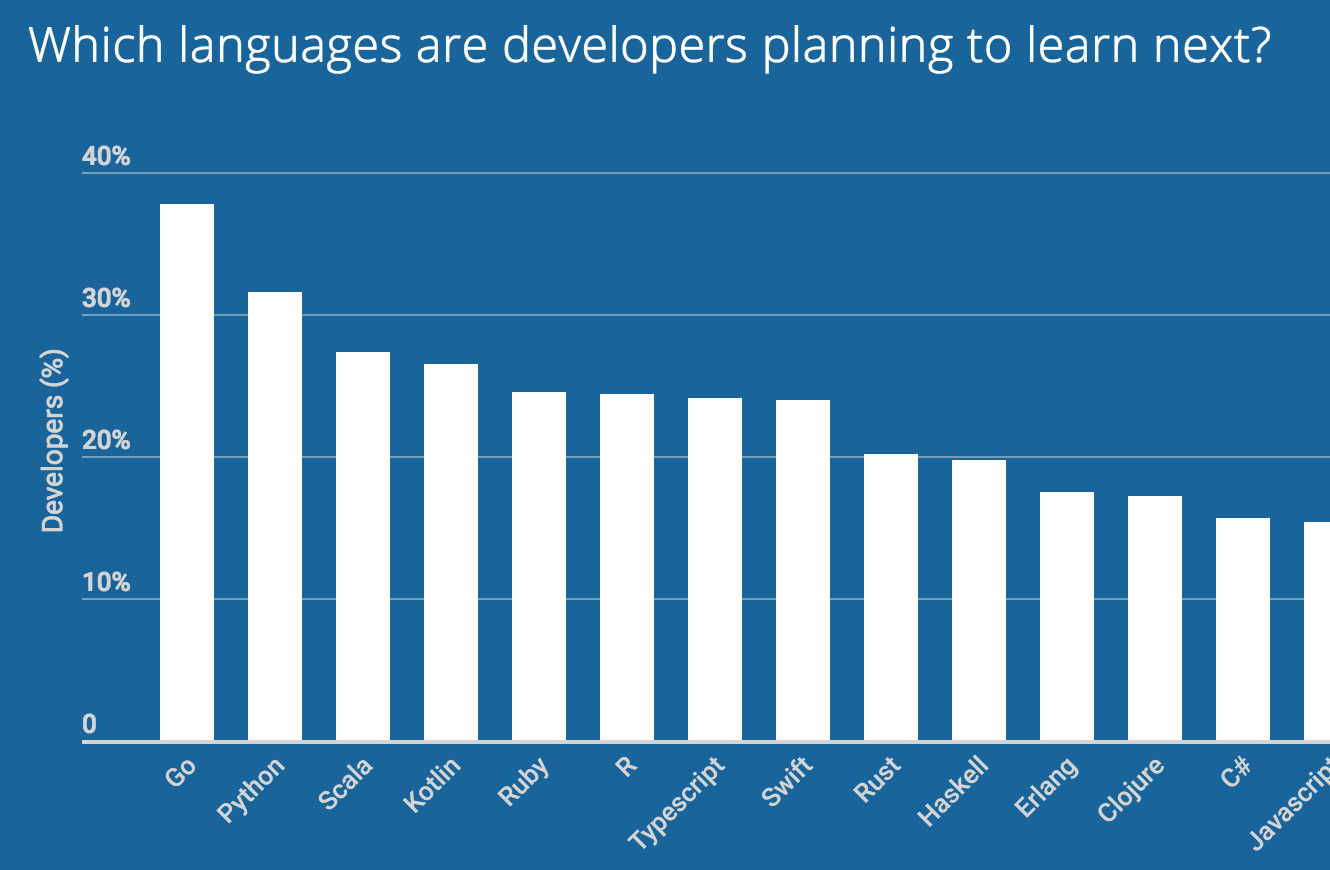 Which languages are developers planning to learn next?
40%
30%
20%
10%
0
Developers (%)
Go
Python
Scala
Kotlin
Ruby
R
Typescript
Swift
Rust
Haskell
Erlang
Clojure
C#
Javascript